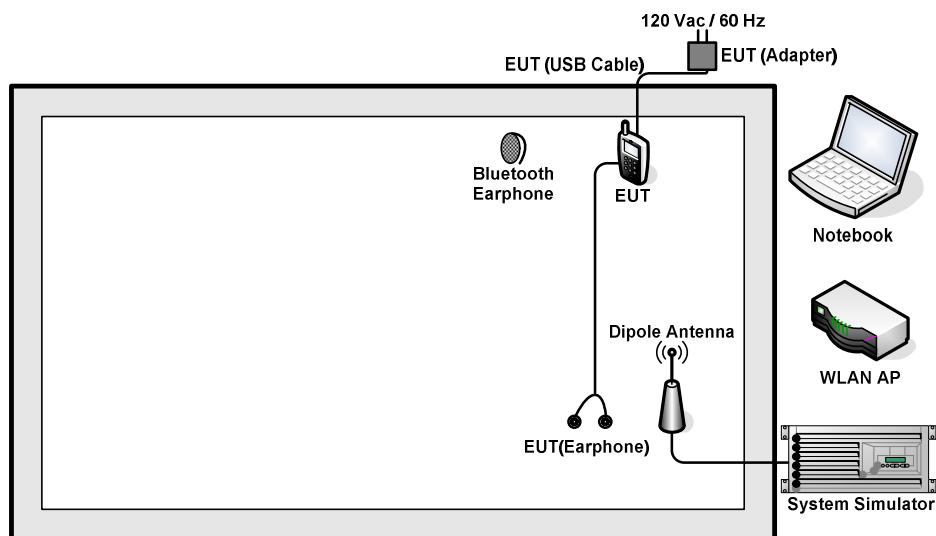 120 Vac / 60 Hz
EUT (USB Cable)
EUT (Adapter)
Bluetooth
Earphone
EUT
Notebook
Dipole Antenna
WLAN AP
EUT(Earphone)
System Simulator